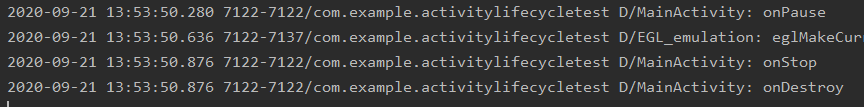 2020-09-21 13:53:50.280 7122-7122/com.example.activitylifecycletest D/MainActivity: onPause
2020-09-21 13:53:50.636 7122-7137/com.example.activitylifecycletest D/EGL_emulation: eglMakeCur
2020-09-21 13:53:50.876 7122-7122/com.example.activitylifecycletest D/MainActivity: onStop
2020-09-21 13:53:50.876 7122-7122/com.example.activitylifecycletest D/MainActivity: onDestroy